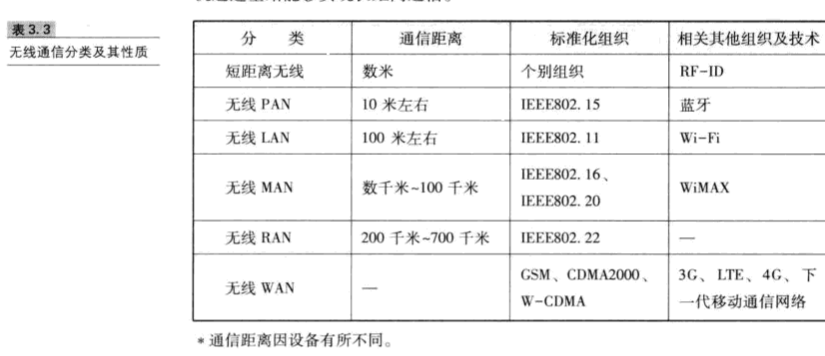 表3.3
无线通信分类及其性质
分 类 通信距离 标准化组织 相关其他组织及技术
短距离无线 数米 个别组织 RF-ID
无线 PAN 10 米左右 IEEE802.15 蓝牙
无线 LAN 100 米左右 IEEE802.11 Wi-Fi
无线 MAN 数千米~100 千米 IEEE802.16、 WiMAX
IEEE802.20
无线 RAN 200 千米~700 千米 IEEE802.22 —
无线 WAN — GSM、CDMA2000、 3G、LTE、4G、下
W-CDMA 一代移动通信网络
* 通信距离因设备有所不同。